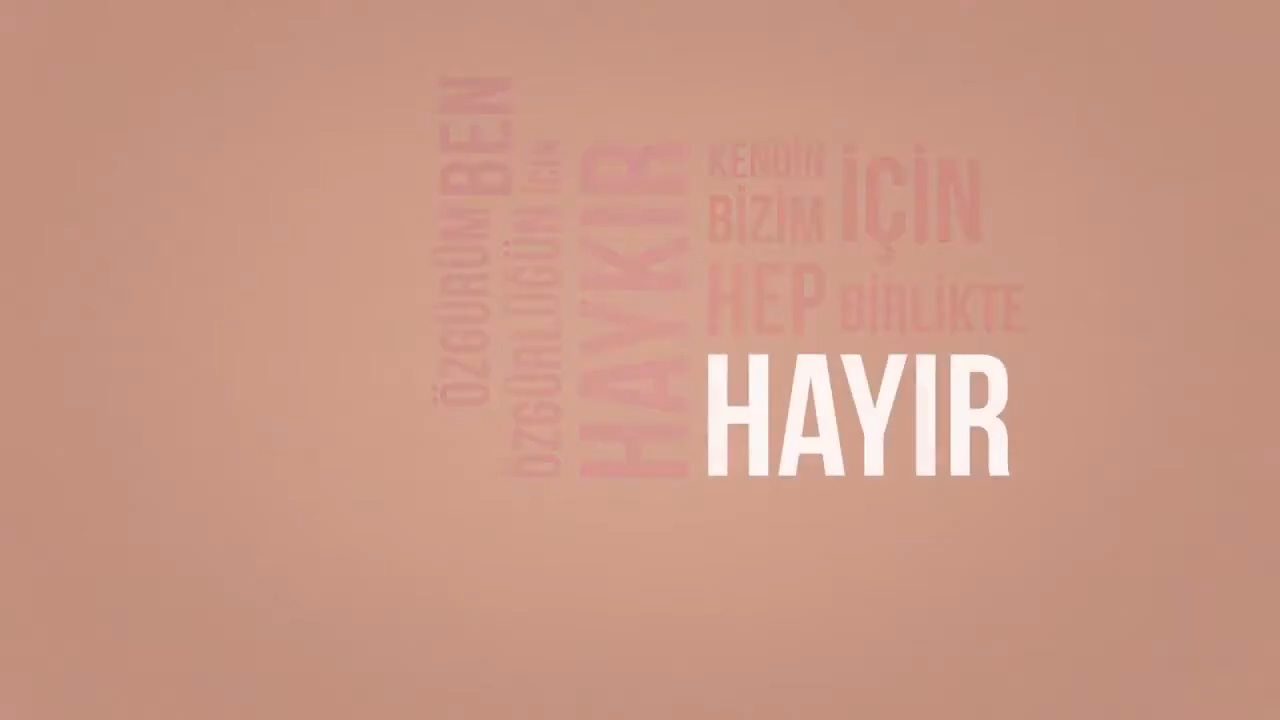 BEN
ÖZGÜRÜM
ÖZGÜRLÜĞÜM İÇİN
HAYKIR
KENDİN
BİZİM İÇİN
HEP BİRLİKTE
HAYIR